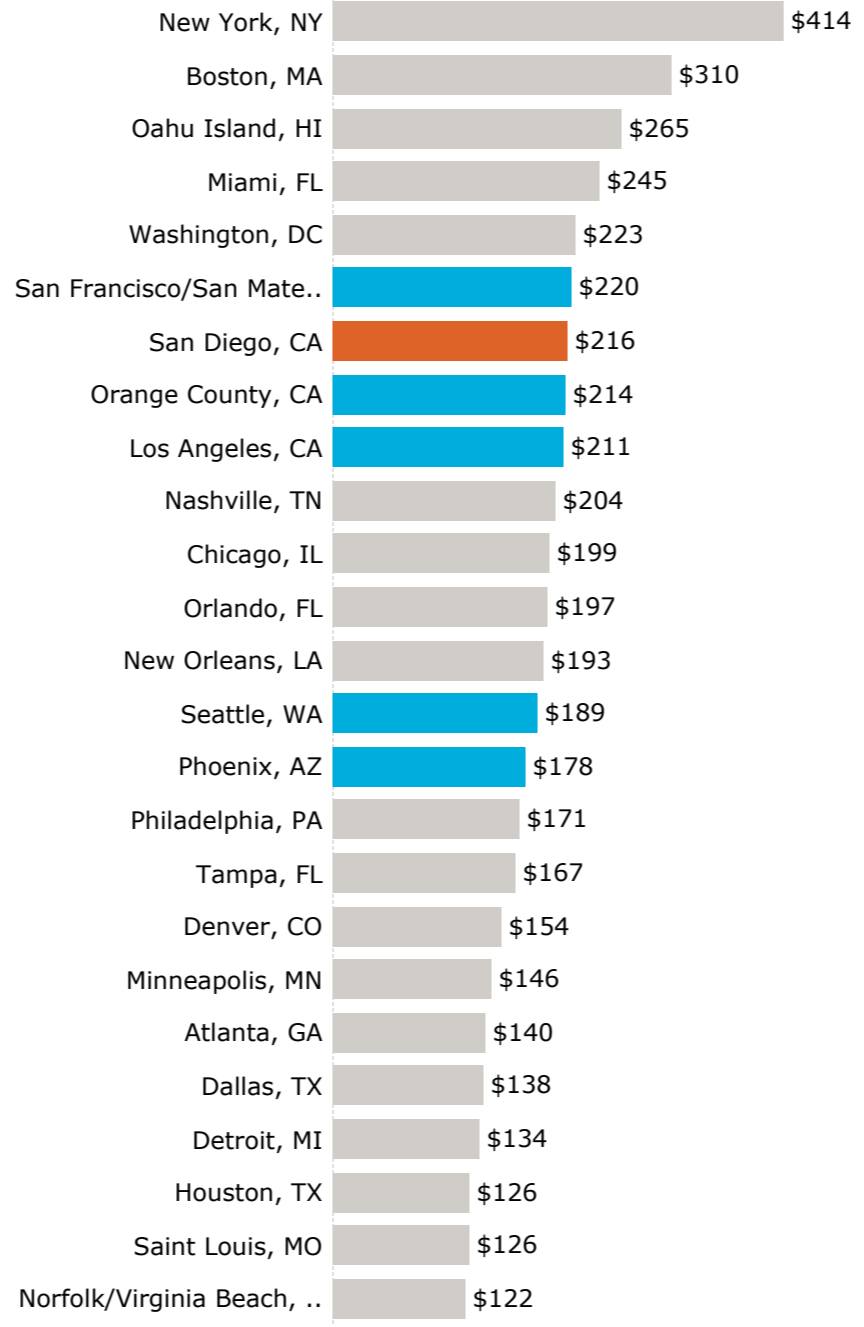 New York, NY $414
Boston, MA $310
Oahu Island, HI $265
Miami, FL $245
Washington, DC $223
San Francisco/San Mate.. $220
San Diego, CA $216
Orange County, CA $214
Los Angeles, CA $211
Nashville, TN $204
Chicago, IL $199
Orlando, FL $197
New Orleans, LA $193
Seattle, WA $189
Phoenix, AZ $178
Philadelphia, PA $171
Tampa, FL $167
Denver, CO $154
Minneapolis, MN $146
Atlanta, GA $140
Dallas, TX $138
Detroit, MI $134
Houston, TX $126
Saint Louis, MO $126
Norfolk/Virginia Beach, .. $122